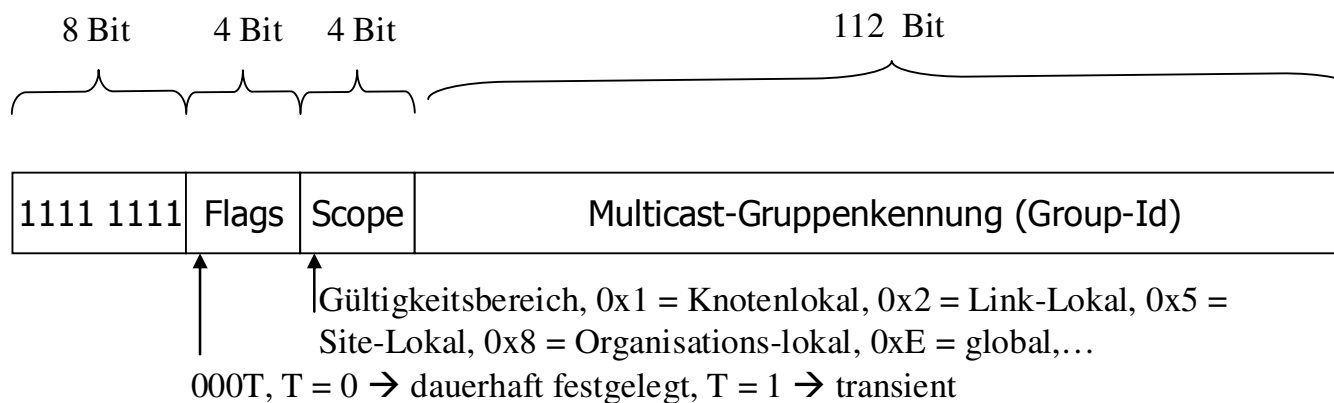 8 Bit 4 Bit 4 Bit 112 Bit
1111 1111 Flags Scope Multicast-Gruppenkennung (Group-Id)
Gültigkeitsbereich, 0x1 = Knotenlokal, 0x2 = Link-Lokal, 0x5 =
Site-Lokal, 0x8 = Organisations-lokal, 0xE = global,…
000T, T = 0 → dauerhaft festgelegt, T = 1 → transient